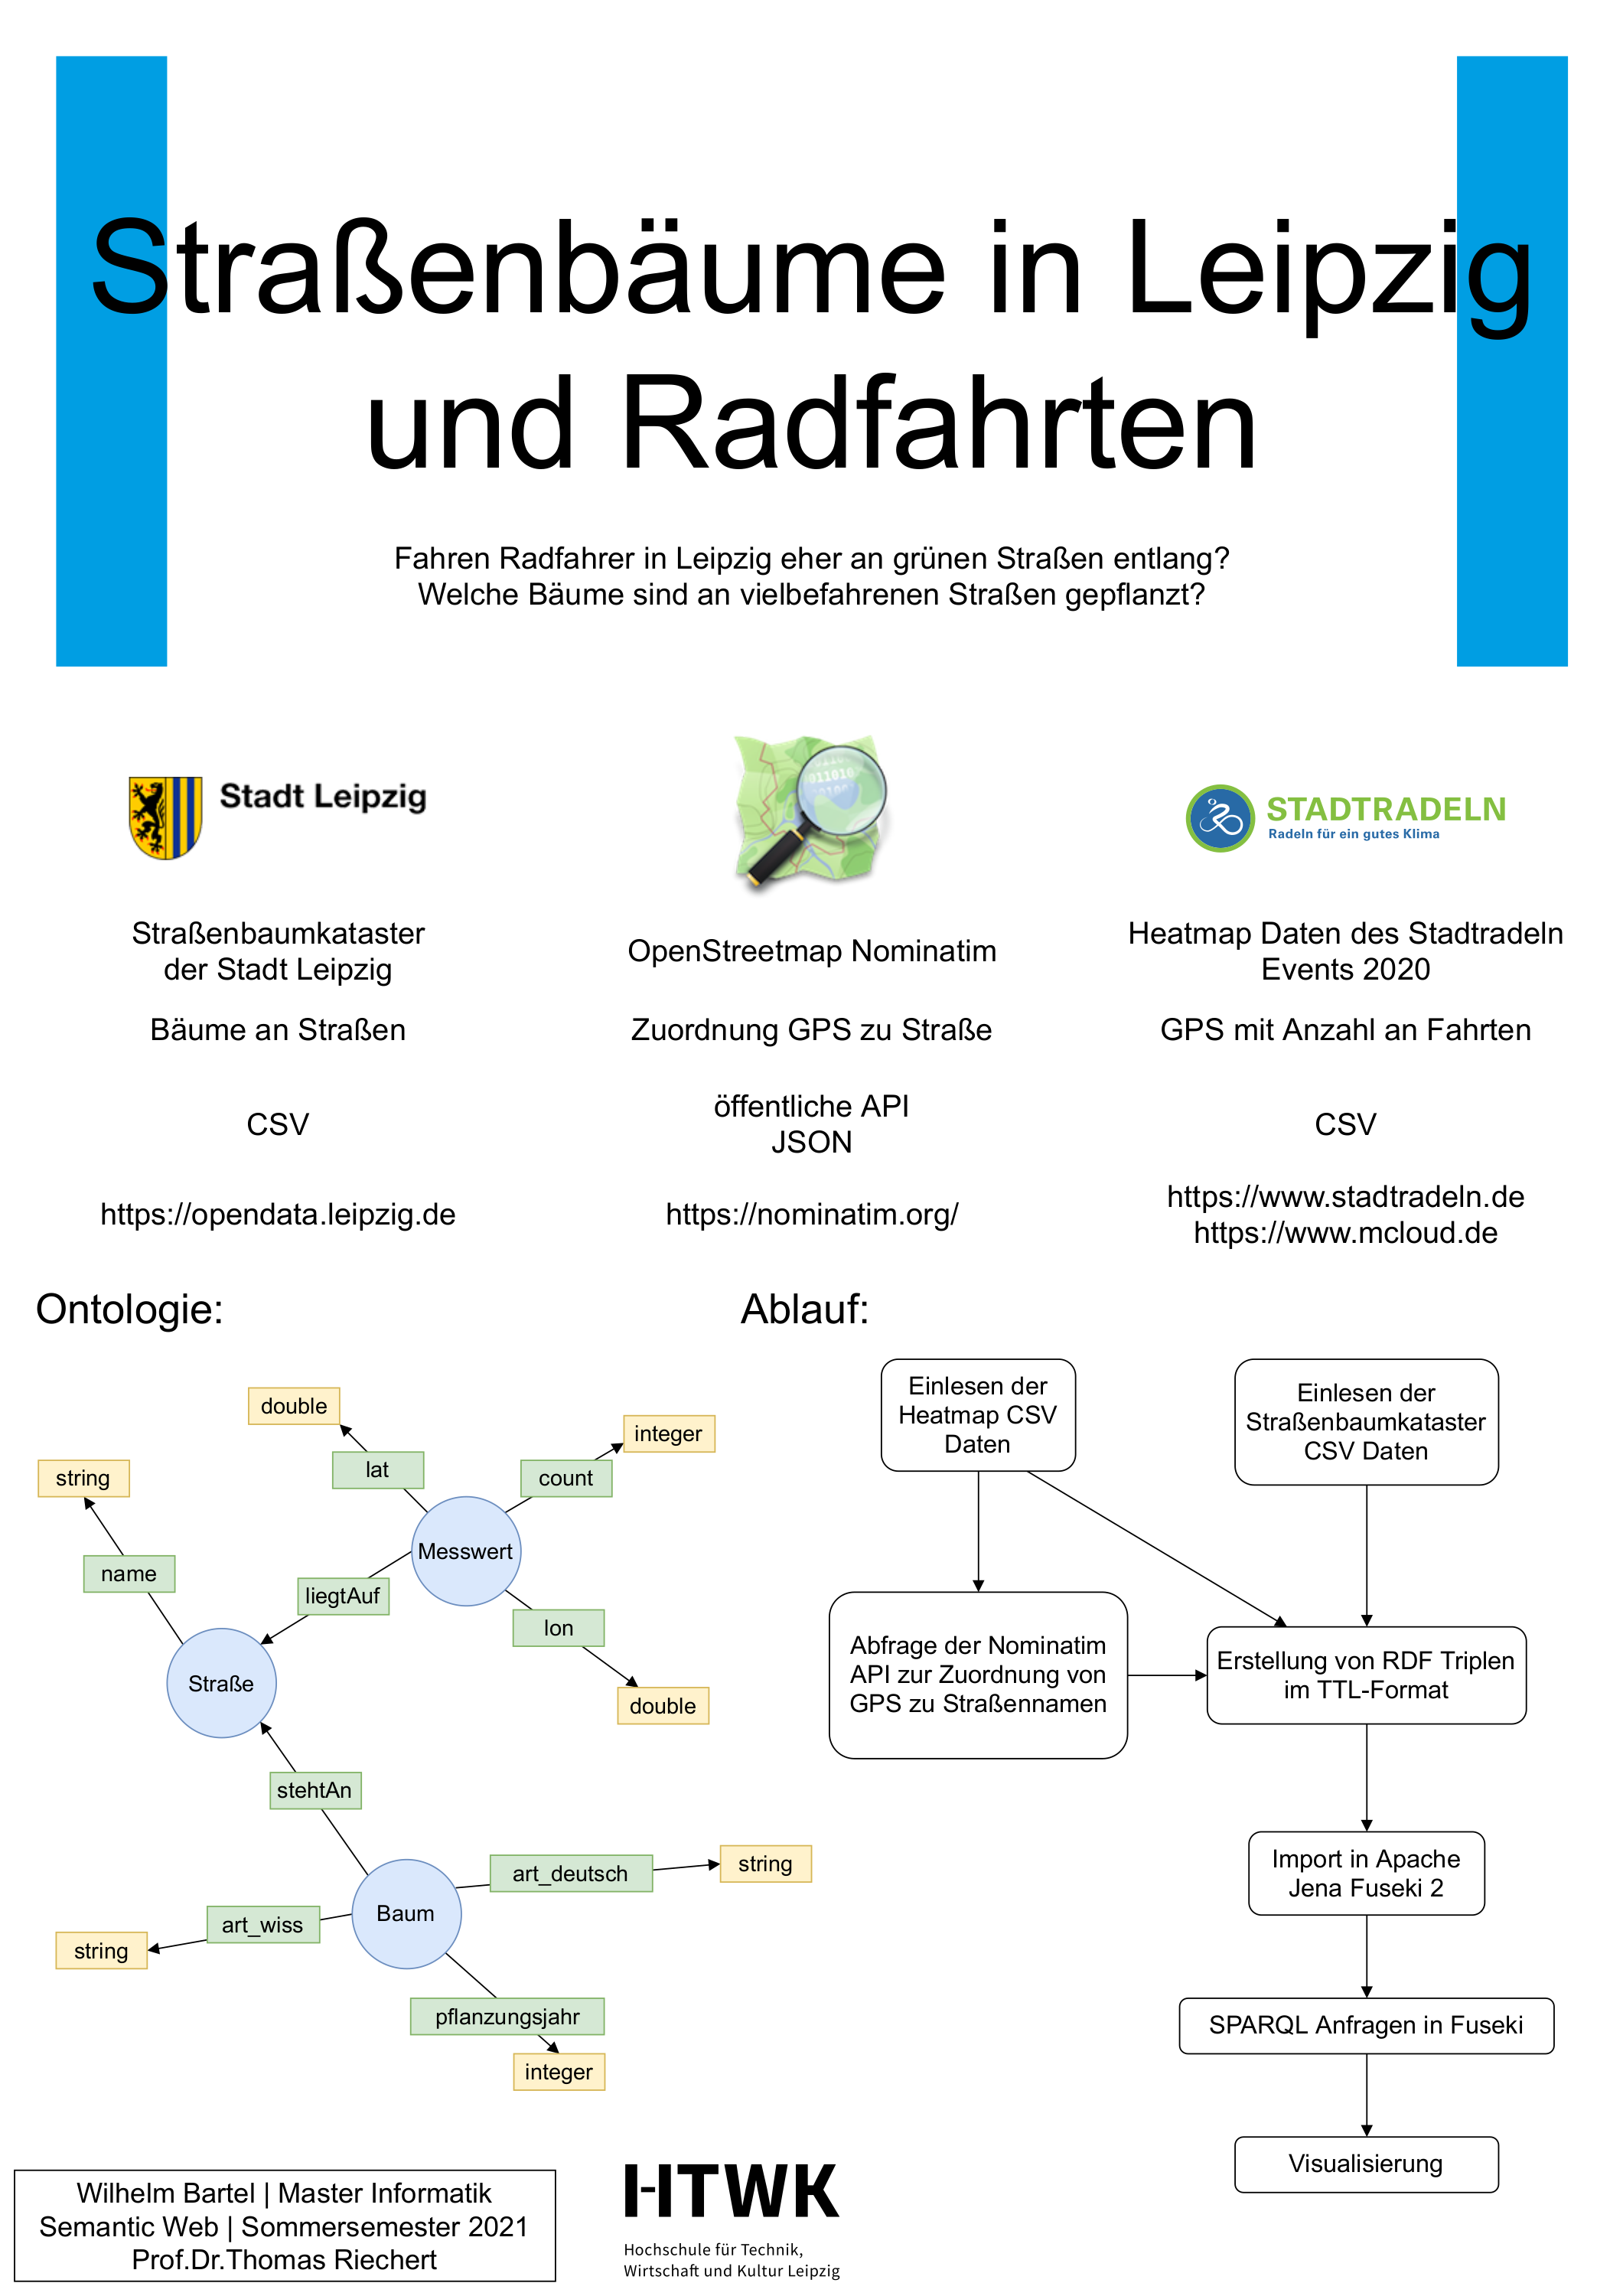 Straßenbäume in Leipzig
und Radfahrten
Fahren Radfahrer in Leipzig eher an grünen Straßen entlang?
Welche Bäume sind an vielbefahrenen Straßen gepflanzt?
Stadt Leipzig
Straßenbaumkataster
der Stadt Leipzig
Bäume an Straßen
CSV
https://opendata.leipzig.de
011010
OpenStreetmap Nominatim
Zuordnung GPS zu Straße
öffentliche API
JSON
https://nominatim.org/
STADTRADELN
Radeln für ein gutes Klima
Heatmap Daten des Stadtradeln
Events 2020
GPS mit Anzahl an Fahrten
CSV
https://www.stadtradeln.de
https://www.mcloud.de
Ontologie:
double
integer
lat
count
string
Messwert
name
liegtAuf
lon
Straße
double
stehtAn
art_deutsch
string
Baum
art_wiss
string
pflanzungsjahr
integer
Ablauf:
Einlesen der
Heatmap CSV
Daten
Einlesen der
Straßenbaumkataster
CSV Daten
Abfrage der Nominatim
API zur Zuordnung von
GPS zu Straßennamen
Erstellung von RDF Triplen
im TTL-Format
Import in Apache
Jena Fuseki 2
SPARQL Anfragen in Fuseki
Visualisierung
Wilhelm Bartel | Master Informatik
Semantic Web | Sommersemester 2021
Prof.Dr.Thomas Riechert
HTWK
Hochschule für Technik,
Wirtschaft und Kultur Leipzig